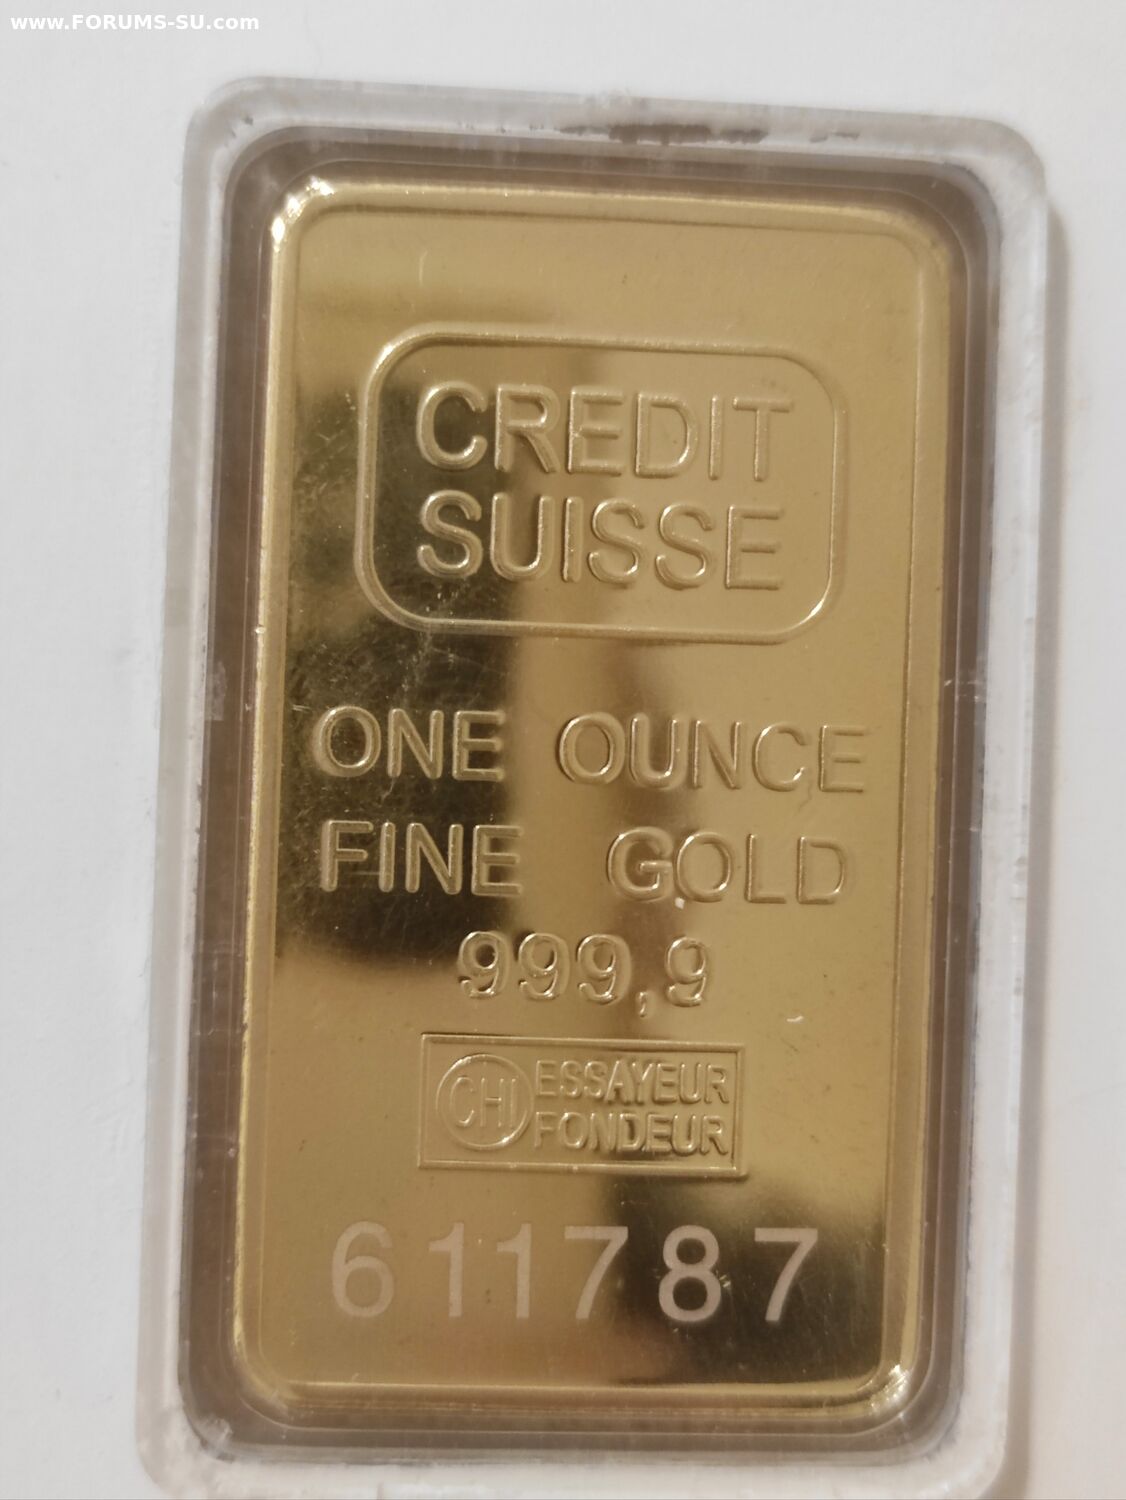 www.FORUMS-SU.com
CREDIT
SUISSE
ONE OUNCE
FINE GOLD
999,9
CHI ESSAYEUR
FONDEUR
611787